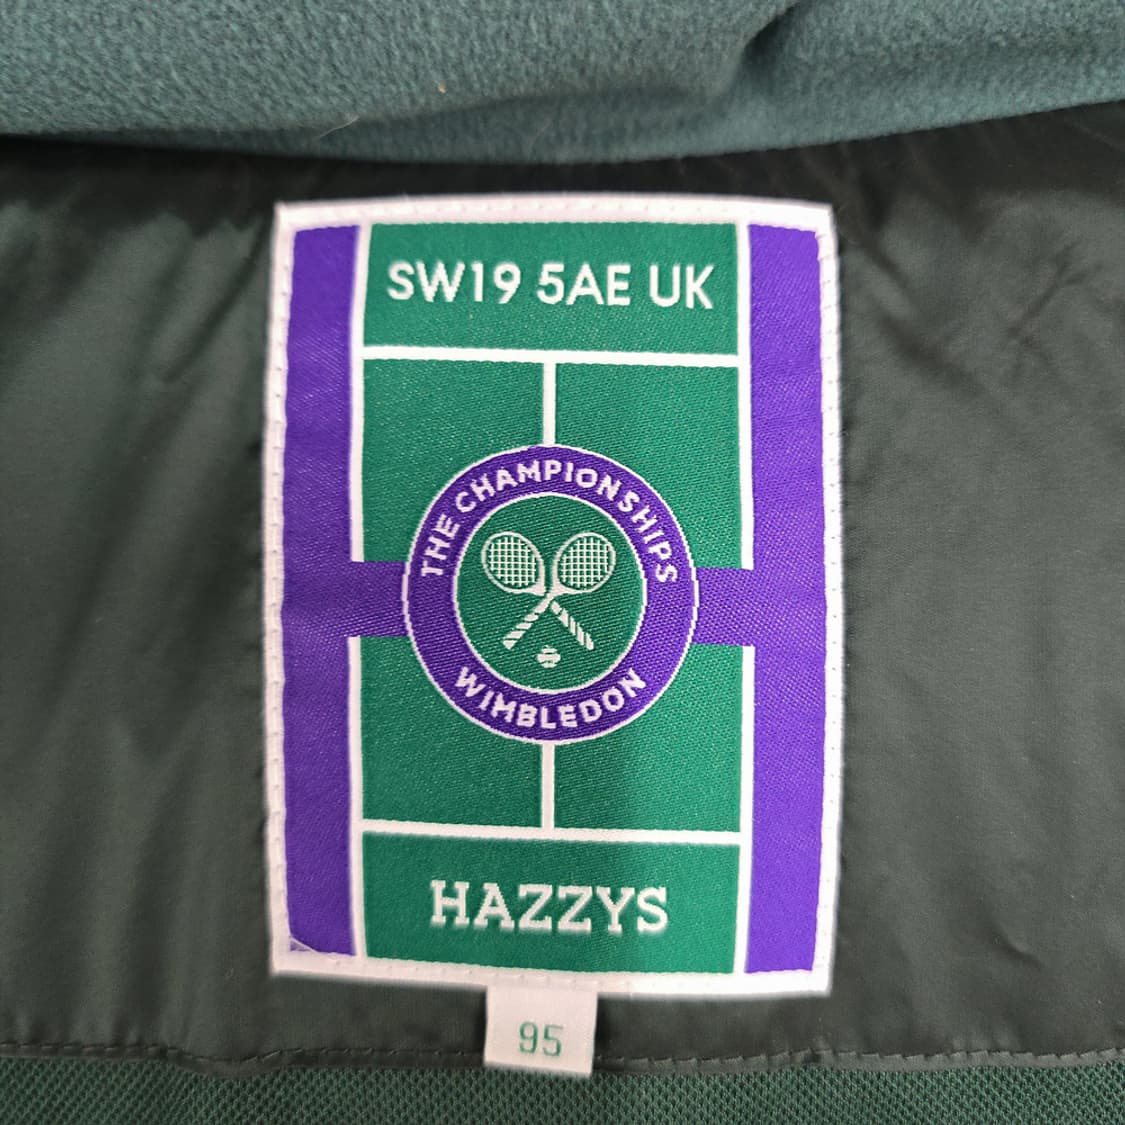 SW19 5AE UK
THE CHAMPIONSHIPS
WIMBLEDON
HAZZYS
95